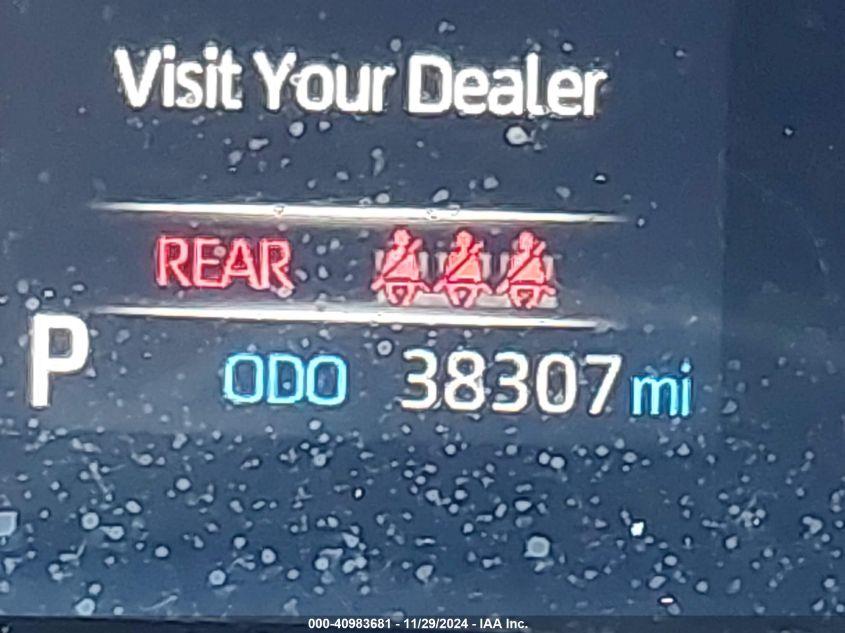 Visit Your Dealer
REAR
P ODO 38307 mi
000-40983681 - 11/29/2024 - IAA Inc.